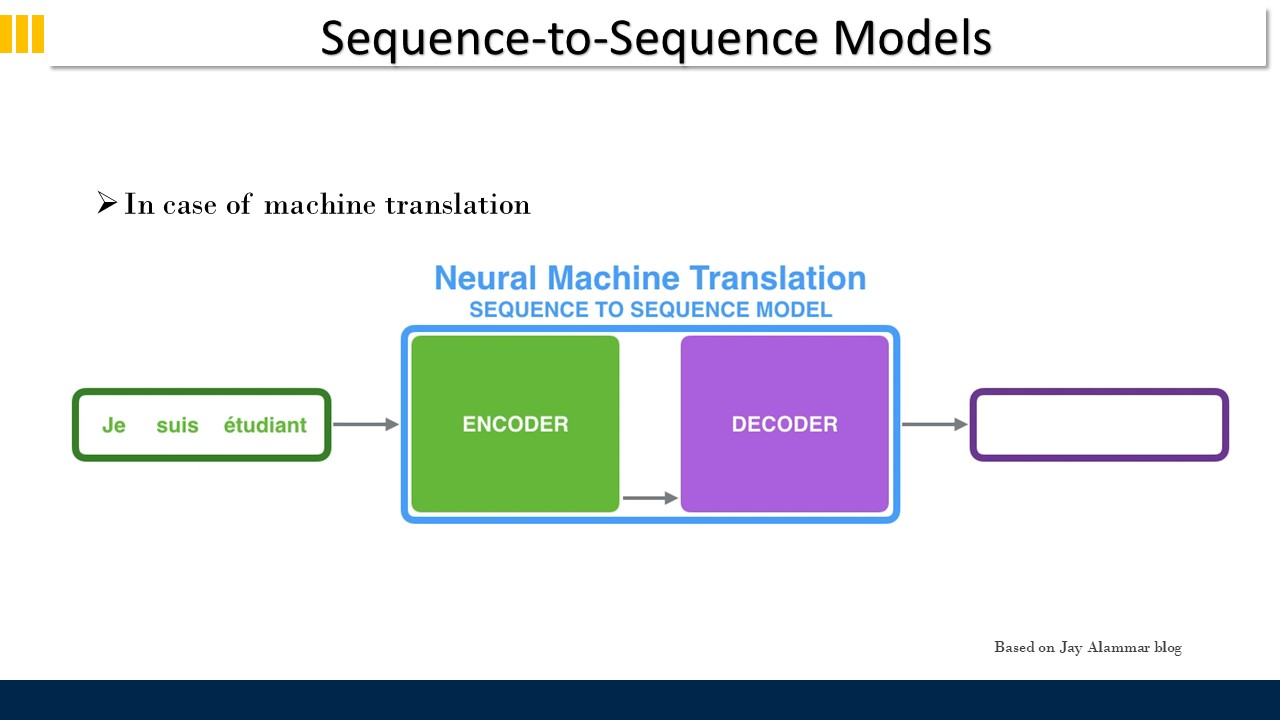 Sequence-to-Sequence Models
➢ In case of machine translation
Neural Machine Translation
SEQUENCE TO SEQUENCE MODEL
Je suis étudiant
ENCODER
DECODER
Based on Jay Alammar blog